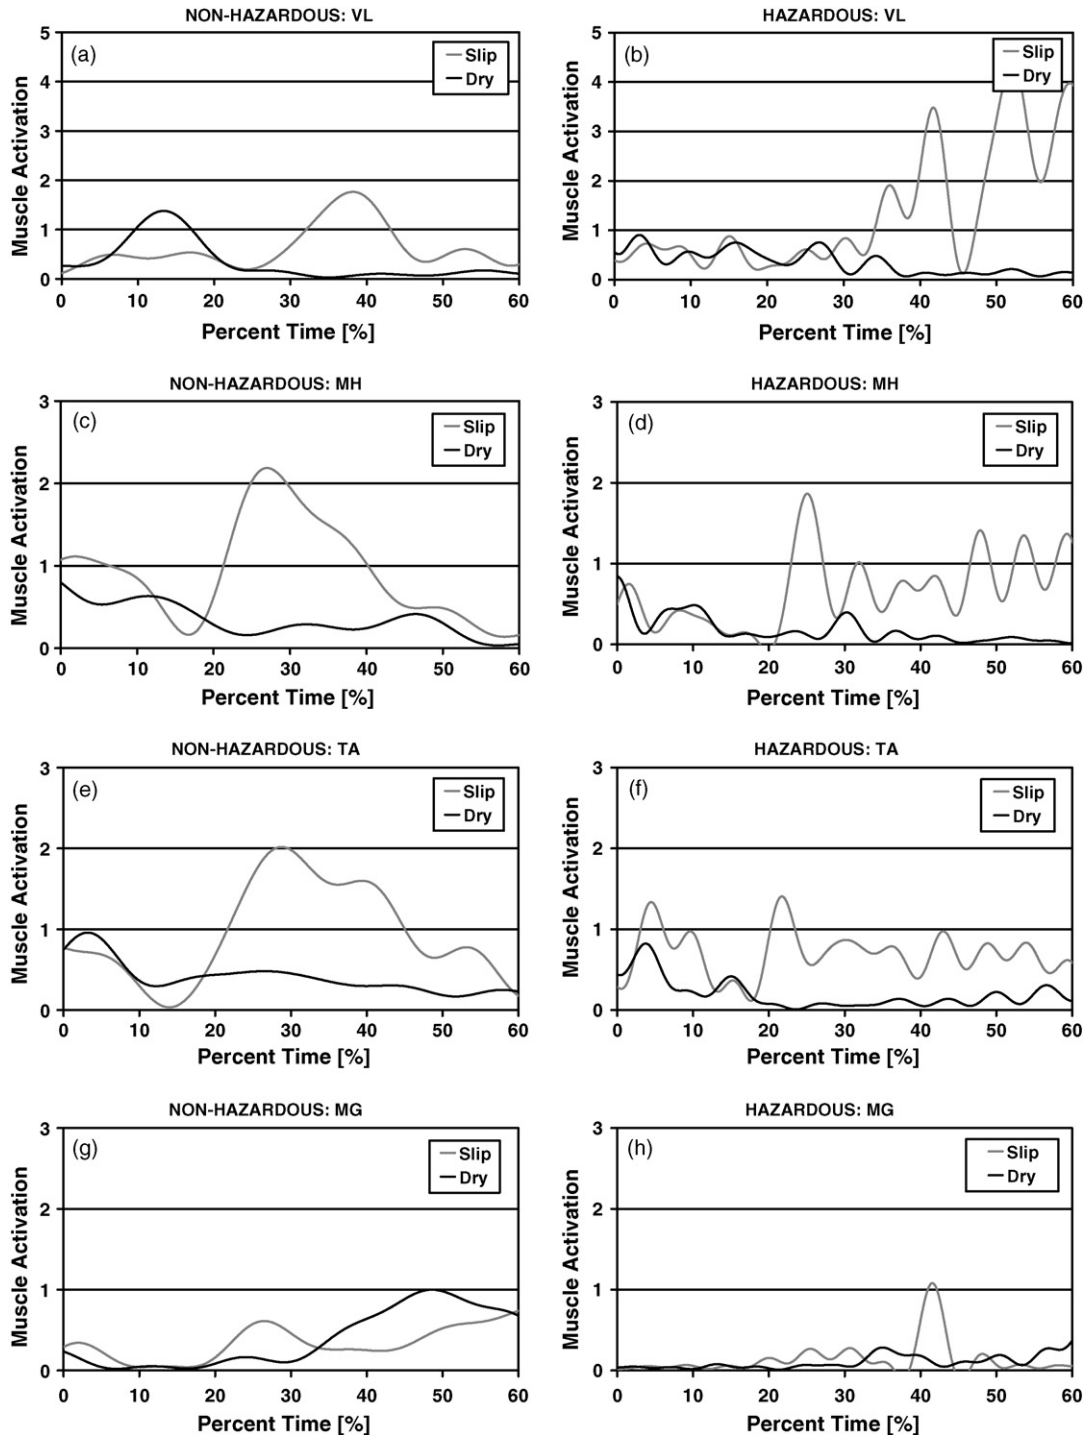 NON-HAZARDOUS: VL
(a)
Slip
Dry
5
4
3
2
1
0
Muscle Activation
0 10 20 30 40 50 60
Percent Time [%]
HAZARDOUS: VL
(b)
Slip
Dry
5
4
3
2
1
0
Muscle Activation
0 10 20 30 40 50 60
Percent Time [%]
NON-HAZARDOUS: MH
(c)
Slip
Dry
3
2
1
0
Muscle Activation
0 10 20 30 40 50 60
Percent Time [%]
HAZARDOUS: MH
(d)
Slip
Dry
3
2
1
0
Muscle Activation
0 10 20 30 40 50 60
Percent Time [%]
NON-HAZARDOUS: TA
(e)
Slip
Dry
3
2
1
0
Muscle Activation
0 10 20 30 40 50 60
Percent Time [%]
HAZARDOUS: TA
(f)
Slip
Dry
3
2
1
0
Muscle Activation
0 10 20 30 40 50 60
Percent Time [%]
NON-HAZARDOUS: MG
(g)
Slip
Dry
3
2
1
0
Muscle Activation
0 10 20 30 40 50 60
Percent Time [%]
HAZARDOUS: MG
(h)
Slip
Dry
3
2
1
0
Muscle Activation
0 10 20 30 40 50 60
Percent Time [%]